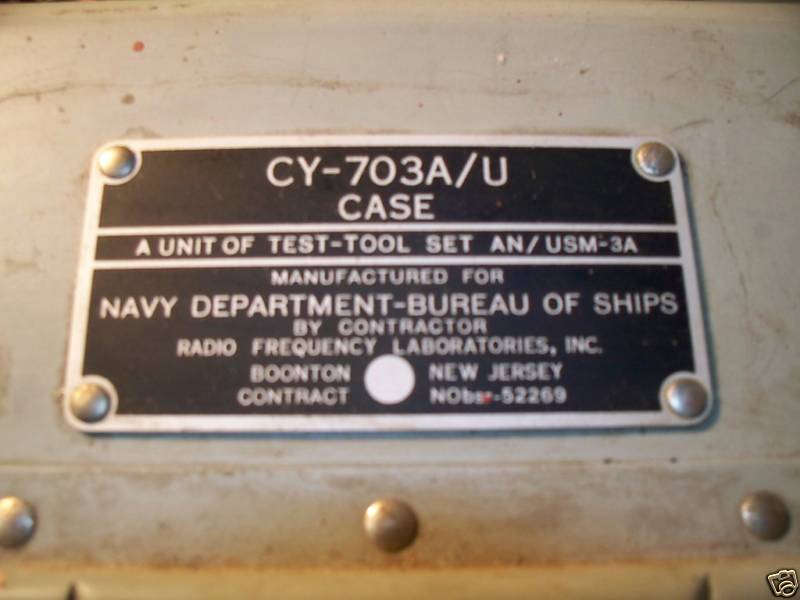 CY-703A/U
CASE
A UNIT OF TEST-TOOL SET AN/USM-3A
MANUFACTURED FOR
NAVY DEPARTMENT-BUREAU OF SHIPS
BY CONTRACTOR
RADIO FREQUENCY LABORATORIES, INC.
BOONTON NEW JERSEY
CONTRACT NObsr-52269